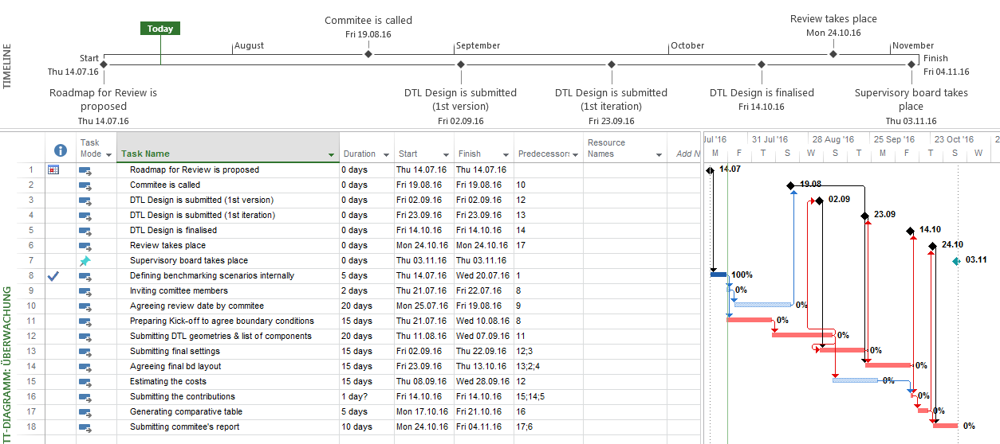 TIMELINE
Today
Commitee is called
Fri 19.08.16
Review takes place
Mon 24.10.16
August
September
October
November
Start
Thu 14.07.16
Finish
Fri 04.11.16
Roadmap for Review is
proposed
Thu 14.07.16
DTL Design is submitted
(1st version)
Fri 02.09.16
DTL Design is submitted
(1st iteration)
Fri 23.09.16
DTL Design is finalised
Fri 14.10.16
Supervisory board takes
place
Thu 03.11.16
TT-DIAGRAMM: ÜBERWACHUNG
Task Mode Task Name Duration Start Finish Predecessors Resource Names Add N
Jul '16 31 Jul '16 28 Aug '16 25 Sep '16 23 Oct '16 2
M F T S W M T F S W
1 Roadmap for Review is proposed 0 days Thu 14.07.16 Thu 14.07.16 14.07
2 Commitee is called 0 days Fri 19.08.16 Fri 19.08.16 10 19.08
3 DTL Design is submitted (1st version) 0 days Fri 02.09.16 Fri 02.09.16 12 02.09
4 DTL Design is submitted (1st iteration) 0 days Fri 23.09.16 Fri 23.09.16 13 23.09
5 DTL Design is finalised 0 days Fri 14.10.16 Fri 14.10.16 14 14.10
6 Review takes place 0 days Mon 24.10.16 Mon 24.10.16 17 24.10
7 Supervisory board takes place 0 days Thu 03.11.16 Thu 03.11.16 03.11
8 Defining benchmarking scenarios internally 5 days Thu 14.07.16 Wed 20.07.16 1 100%
9 Inviting comittee members 2 days Thu 21.07.16 Fri 22.07.16 8 0%
10 Agreeing review date by commitee 20 days Mon 25.07.16 Fri 19.08.16 9 0%
11 Preparing Kick-off to agree boundary conditions 15 days Thu 21.07.16 Wed 10.08.16 8 0%
12 Submitting DTL geometries & list of components 20 days Thu 11.08.16 Wed 07.09.16 11 0%
13 Submitting final settings 15 days Fri 02.09.16 Thu 22.09.16 12;3 0%
14 Agreeing final bd layout 15 days Fri 23.09.16 Thu 13.10.16 13;2;4 0%
15 Estimating the costs 15 days Thu 08.09.16 Wed 28.09.16 12 0%
16 Submitting the contributions 1 day? Fri 14.10.16 Fri 14.10.16 15;14;5 0%
17 Generating comparative table 5 days Mon 17.10.16 Fri 21.10.16 16 0%
18 Submitting commitee's report 10 days Mon 24.10.16 Fri 04.11.16 17;6 0%